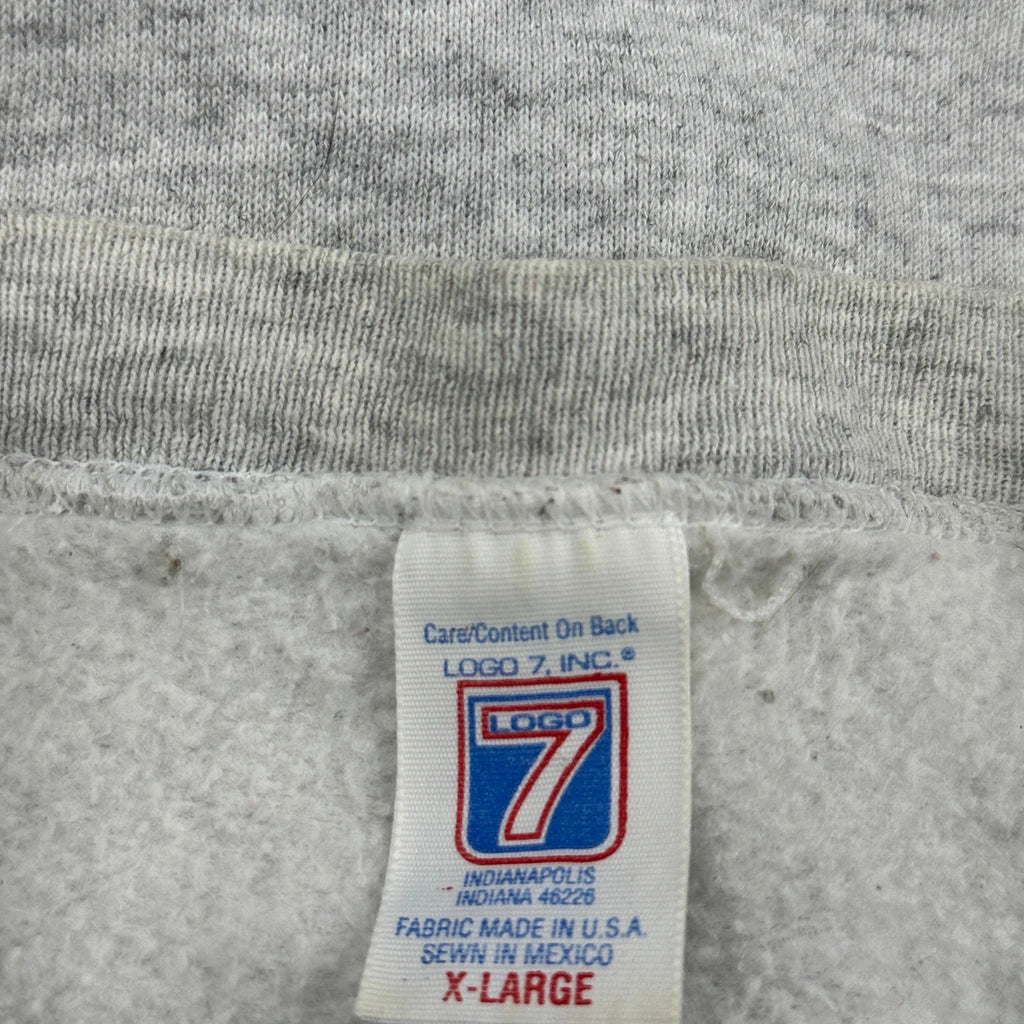 Care/Content On Back
LOGO 7, INC.®
LOGO
7
INDIANAPOLIS
INDIANA 46226
FABRIC MADE IN U.S.A.
SEWN IN MEXICO
X-LARGE